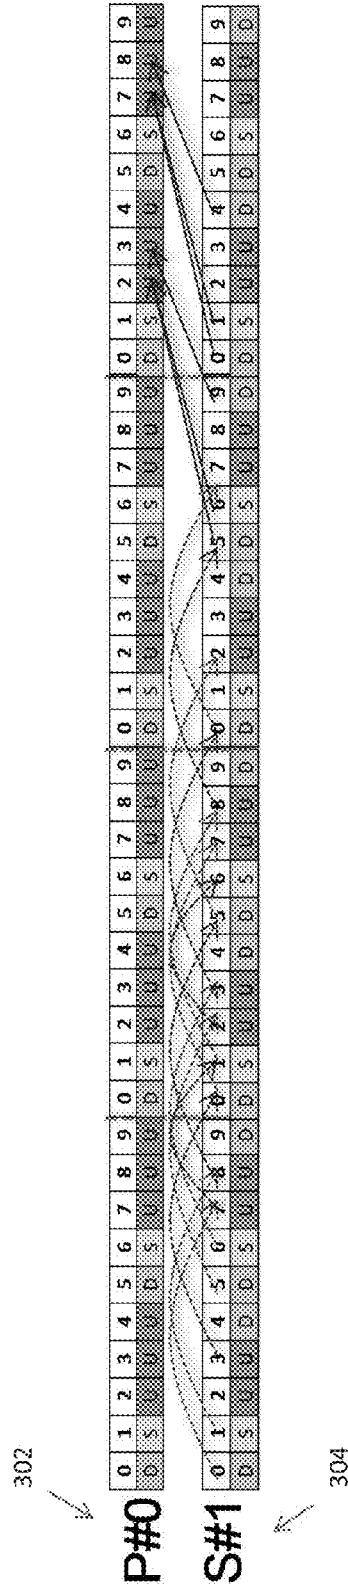 302
0 1 2 3 4 5 6 7 8 9 0 1 2 3 4 5 6 7 8 9 0 1 2 3 4 5 6 7 8 9 0 1 2 3 4 5 6 7 8 9
P#0
D S U U U D S U U U D S U U U D S U U U D S U U U D S U U U D S U U U D S U U U
0 1 2 3 4 5 6 7 8 9 0 1 2 3 4 5 6 7 8 9 0 1 2 3 4 5 6 7 8 9 0 1 2 3 4 5 6 7 8 9
S#1
D S U U D D S U U D D S U U D D S U U D D S U U D D S U U D D S U U D D S U U D
304